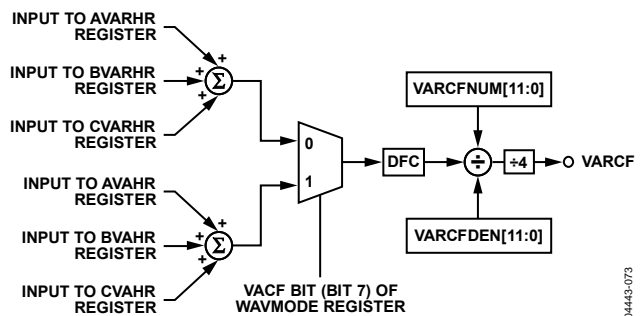 INPUT TO AVARHR
REGISTER
+
INPUT TO BVARHR
REGISTER
+
Σ
INPUT TO CVARHR
REGISTER
+
VARCFNUM[11:0]
0
1
DFC
÷
÷4
VARCF
INPUT TO AVAHR
REGISTER
+
INPUT TO BVAHR
REGISTER
+
Σ
INPUT TO CVAHR
REGISTER
+
VARCFDEN[11:0]
VACF BIT (BIT 7) OF
WAVMODE REGISTER
04443-073